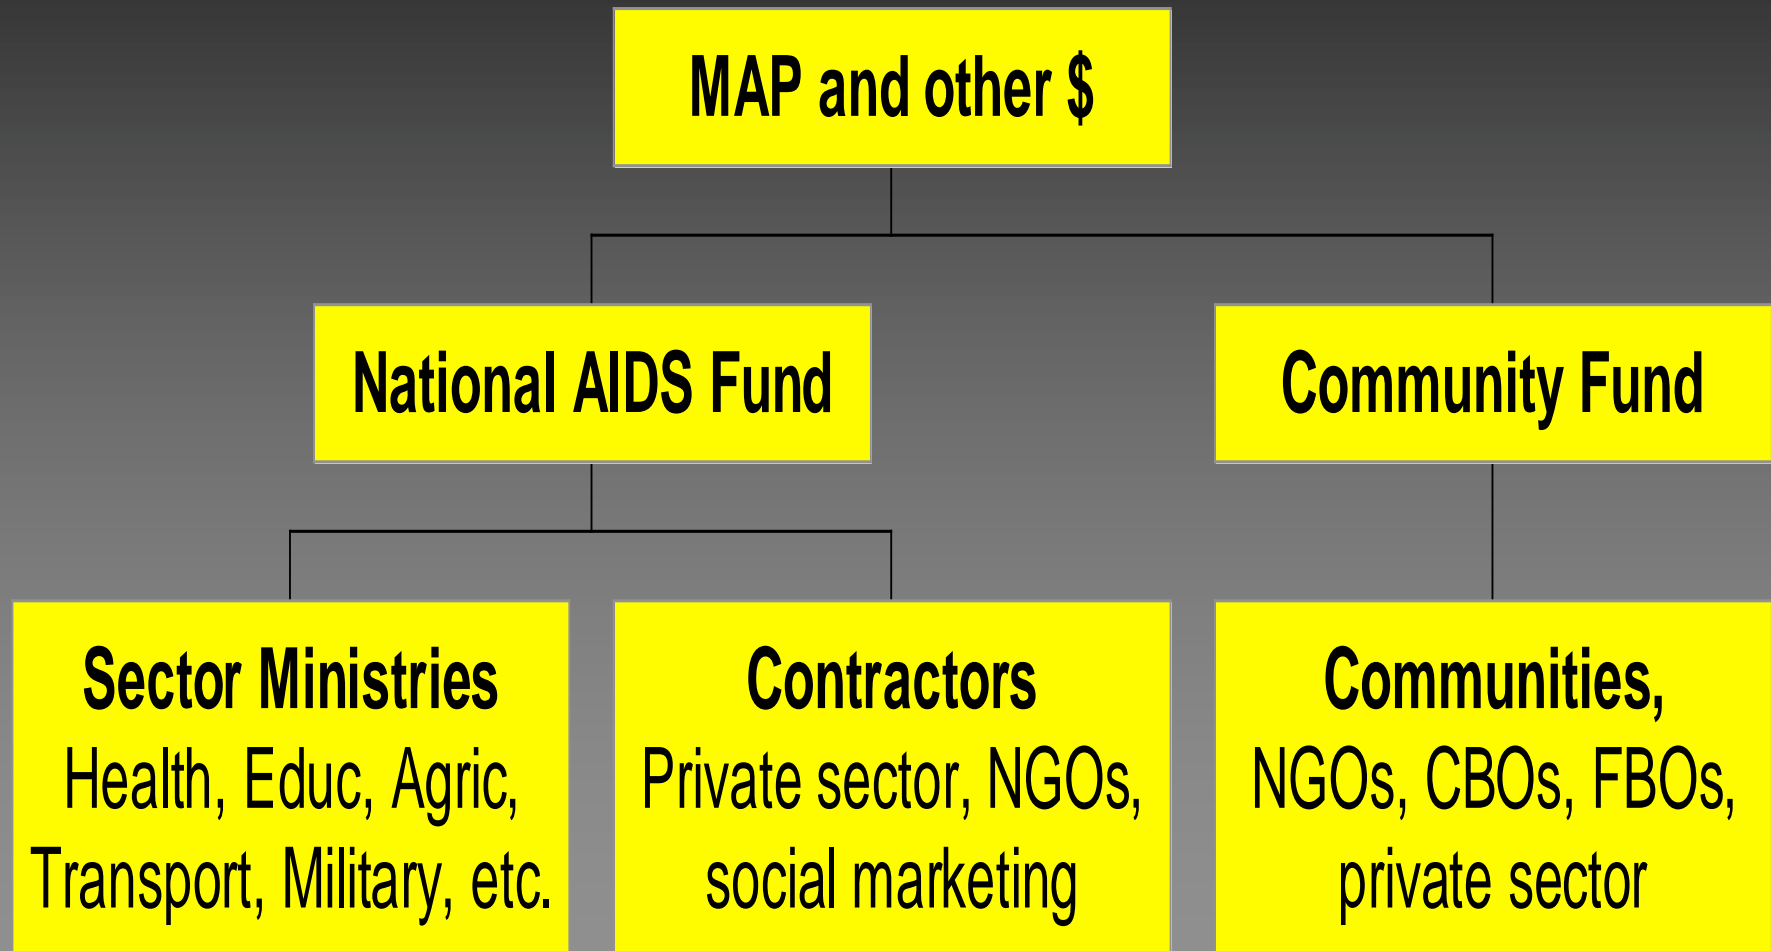 MAP and other $
National AIDS Fund
Community Fund
Sector Ministries
Health, Educ, Agric,
Transport, Military, etc.
Contractors
Private sector, NGOs,
social marketing
Communities,
NGOs, CBOs, FBOs,
private sector